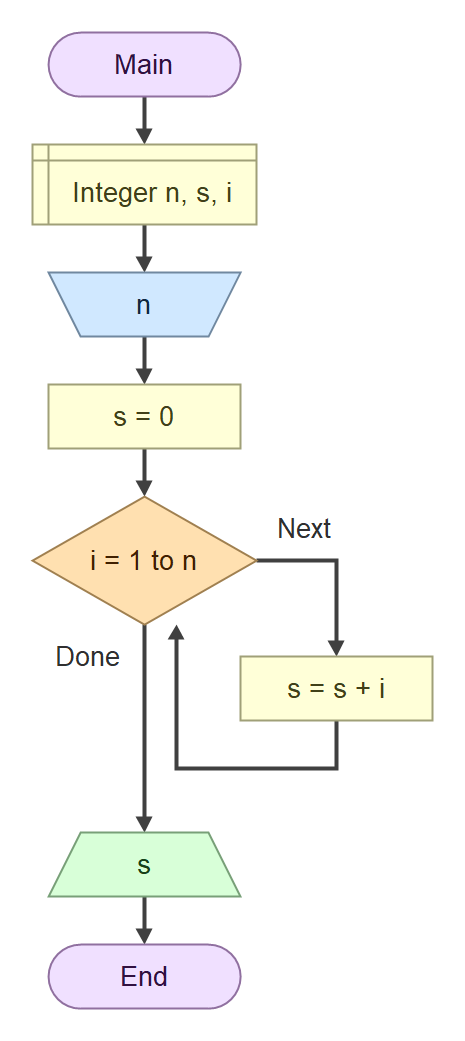 Main
Integer n, s, i
n
s = 0
i = 1 to n
Next
Done
s = s + i
s
End